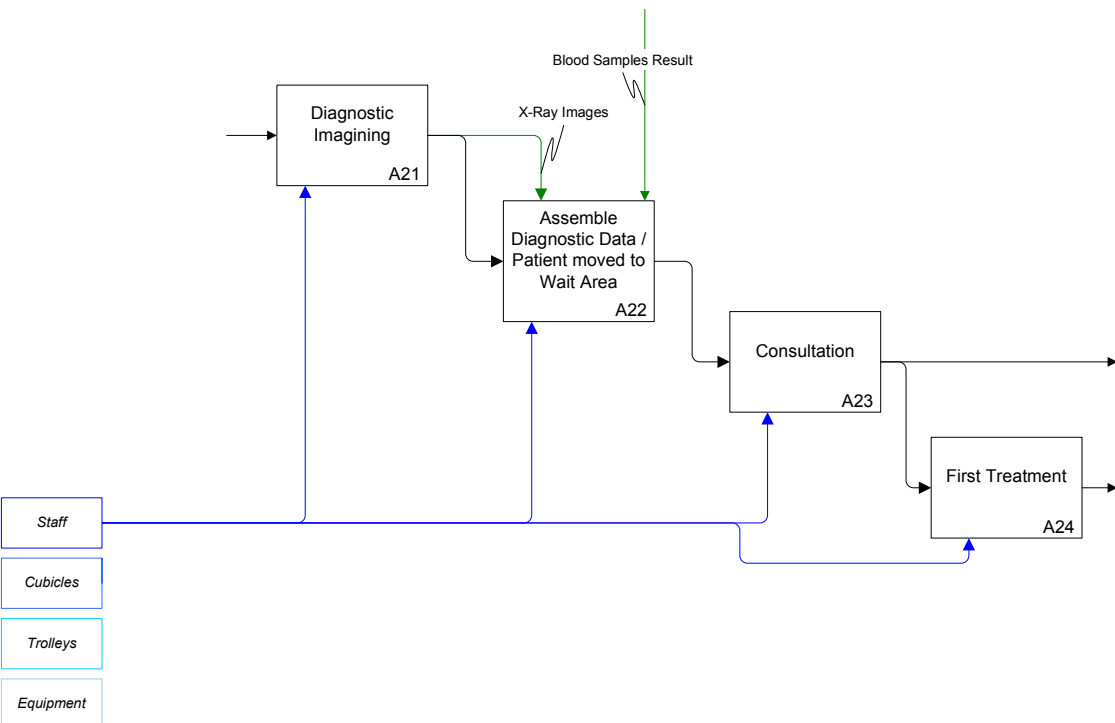 Blood Samples Result
X-Ray Images
Diagnostic
Imagining
A21
Assemble
Diagnostic Data /
Patient moved to
Wait Area
A22
Consultation
A23
First Treatment
A24
Staff
Cubicles
Trolleys
Equipment